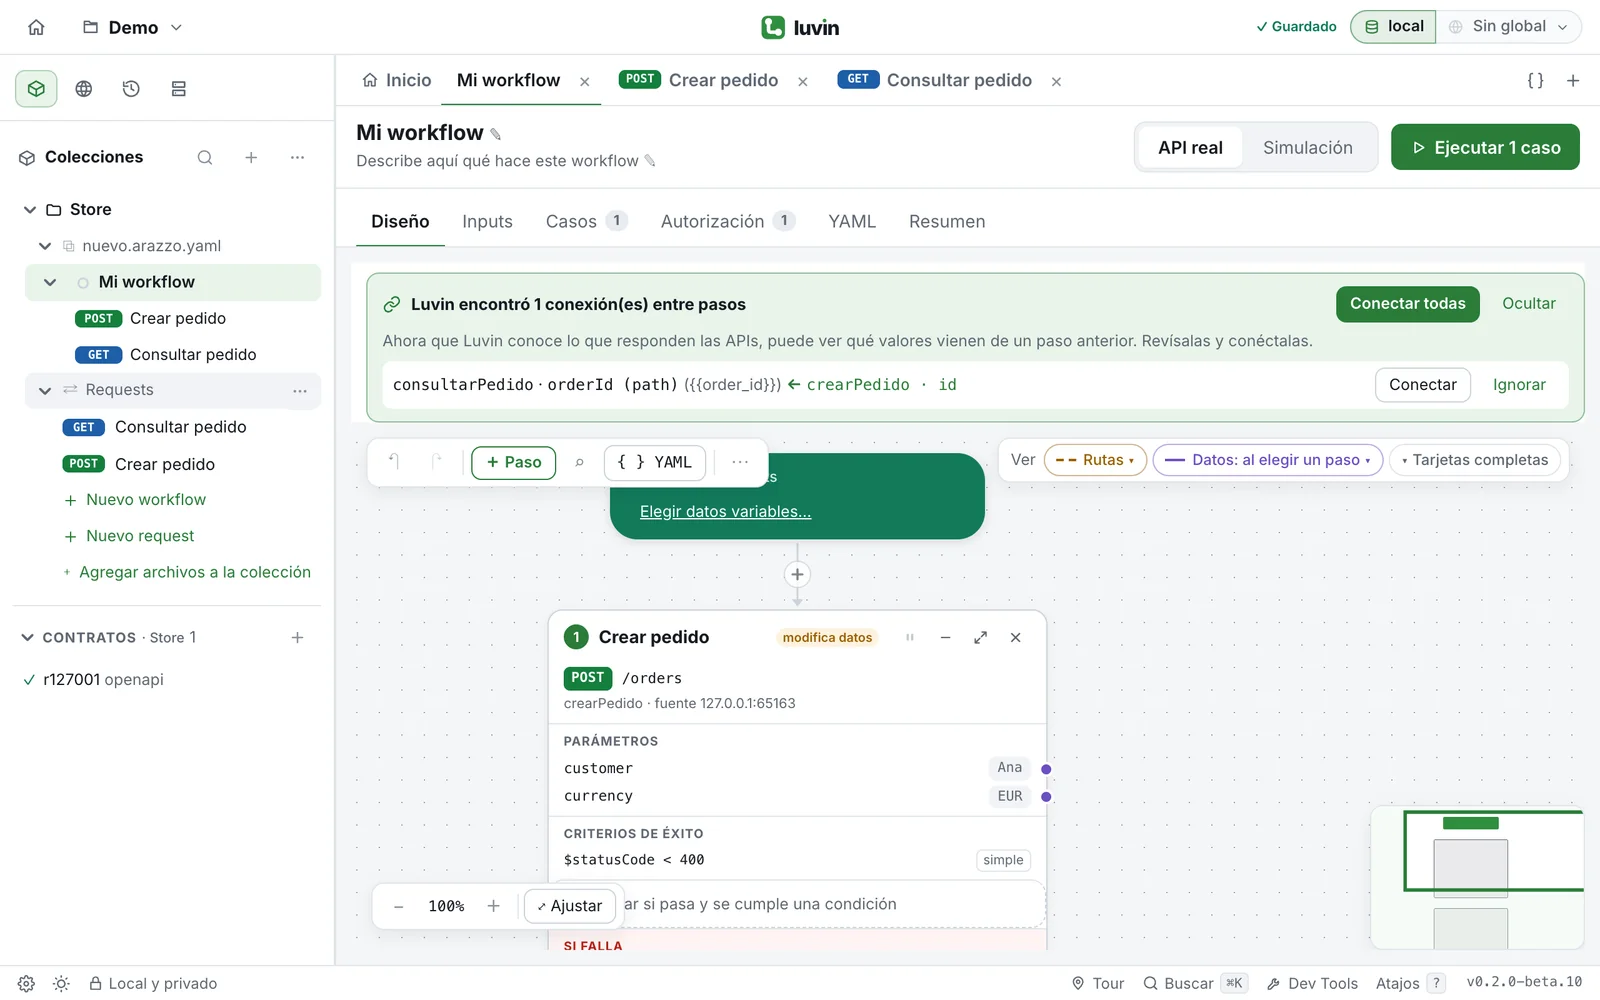 Demo
luvin
Guardado
local
Sin global
Inicio
Mi workflow
POST Crear pedido
GET Consultar pedido
{ }
Colecciones
Store
nuevo.arazzo.yaml
Mi workflow
POST Crear pedido
GET Consultar pedido
Requests
GET Consultar pedido
POST Crear pedido
+ Nuevo workflow
+ Nuevo request
+ Agregar archivos a la colección
CONTRATOS · Store 1
r127001 openapi
Mi workflow
Describe aquí qué hace este workflow
API real
Simulación
Ejecutar 1 caso
Diseño
Inputs
Casos 1
Autorización 1
YAML
Resumen
Luvin encontró 1 conexión(es) entre pasos
Conectar todas
Ocultar
Ahora que Luvin conoce lo que responden las APIs, puede ver qué valores vienen de un paso anterior. Revísalas y conéctalas.
consultarPedido · orderId (path) ({{order_id}}) ← crearPedido · id
Conectar
Ignorar
+ Paso
{ } YAML
Ver
Rutas
Datos: al elegir un paso
Tarjetas completas
Elegir datos variables...
1 Crear pedido
modifica datos
POST /orders
crearPedido · fuente 127.0.0.1:65163
PARÁMETROS
customer Ana
currency EUR
CRITERIOS DE ÉXITO
$statusCode < 400 simple
ar si pasa y se cumple una condición
SI FALLA
− 100% +
Ajustar
Local y privado
Tour
Buscar ⌘K
Dev Tools
Atajos ?
v0.2.0-beta.10